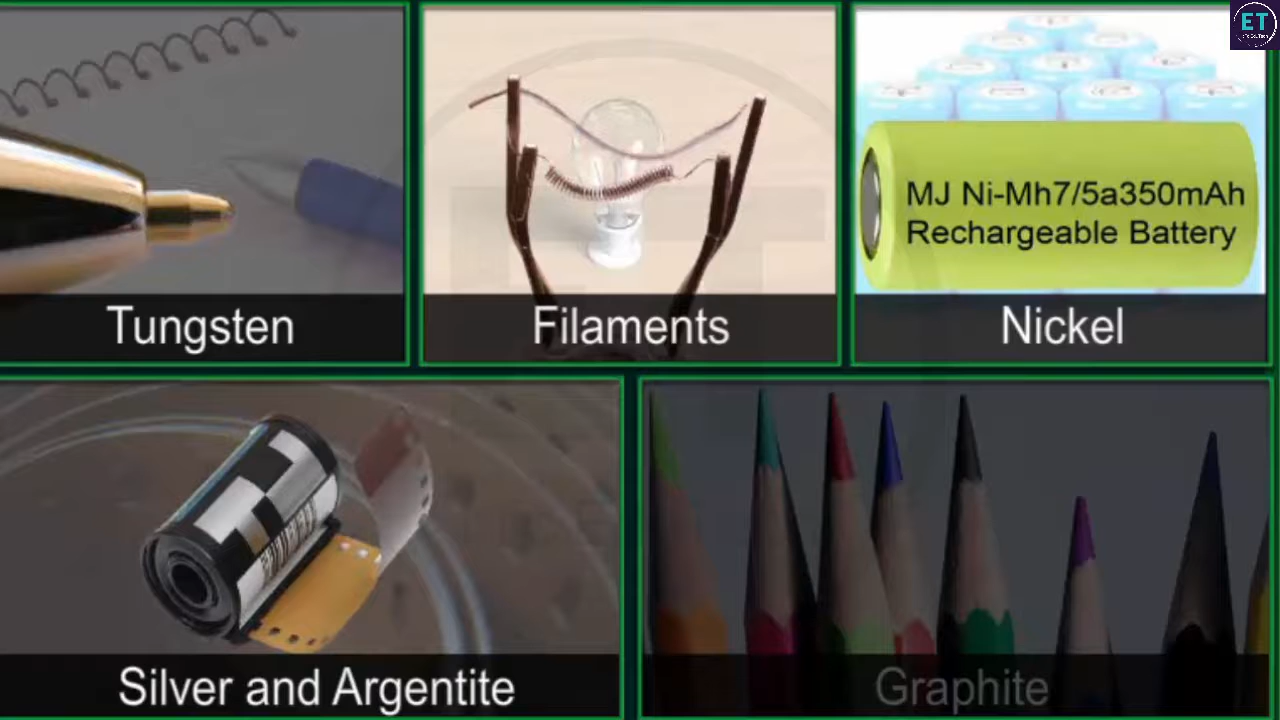 ET
Tungsten
Filaments
MJ Ni-Mh7/5a350mAh
Rechargeable Battery
Nickel
Silver and Argentite
Graphite